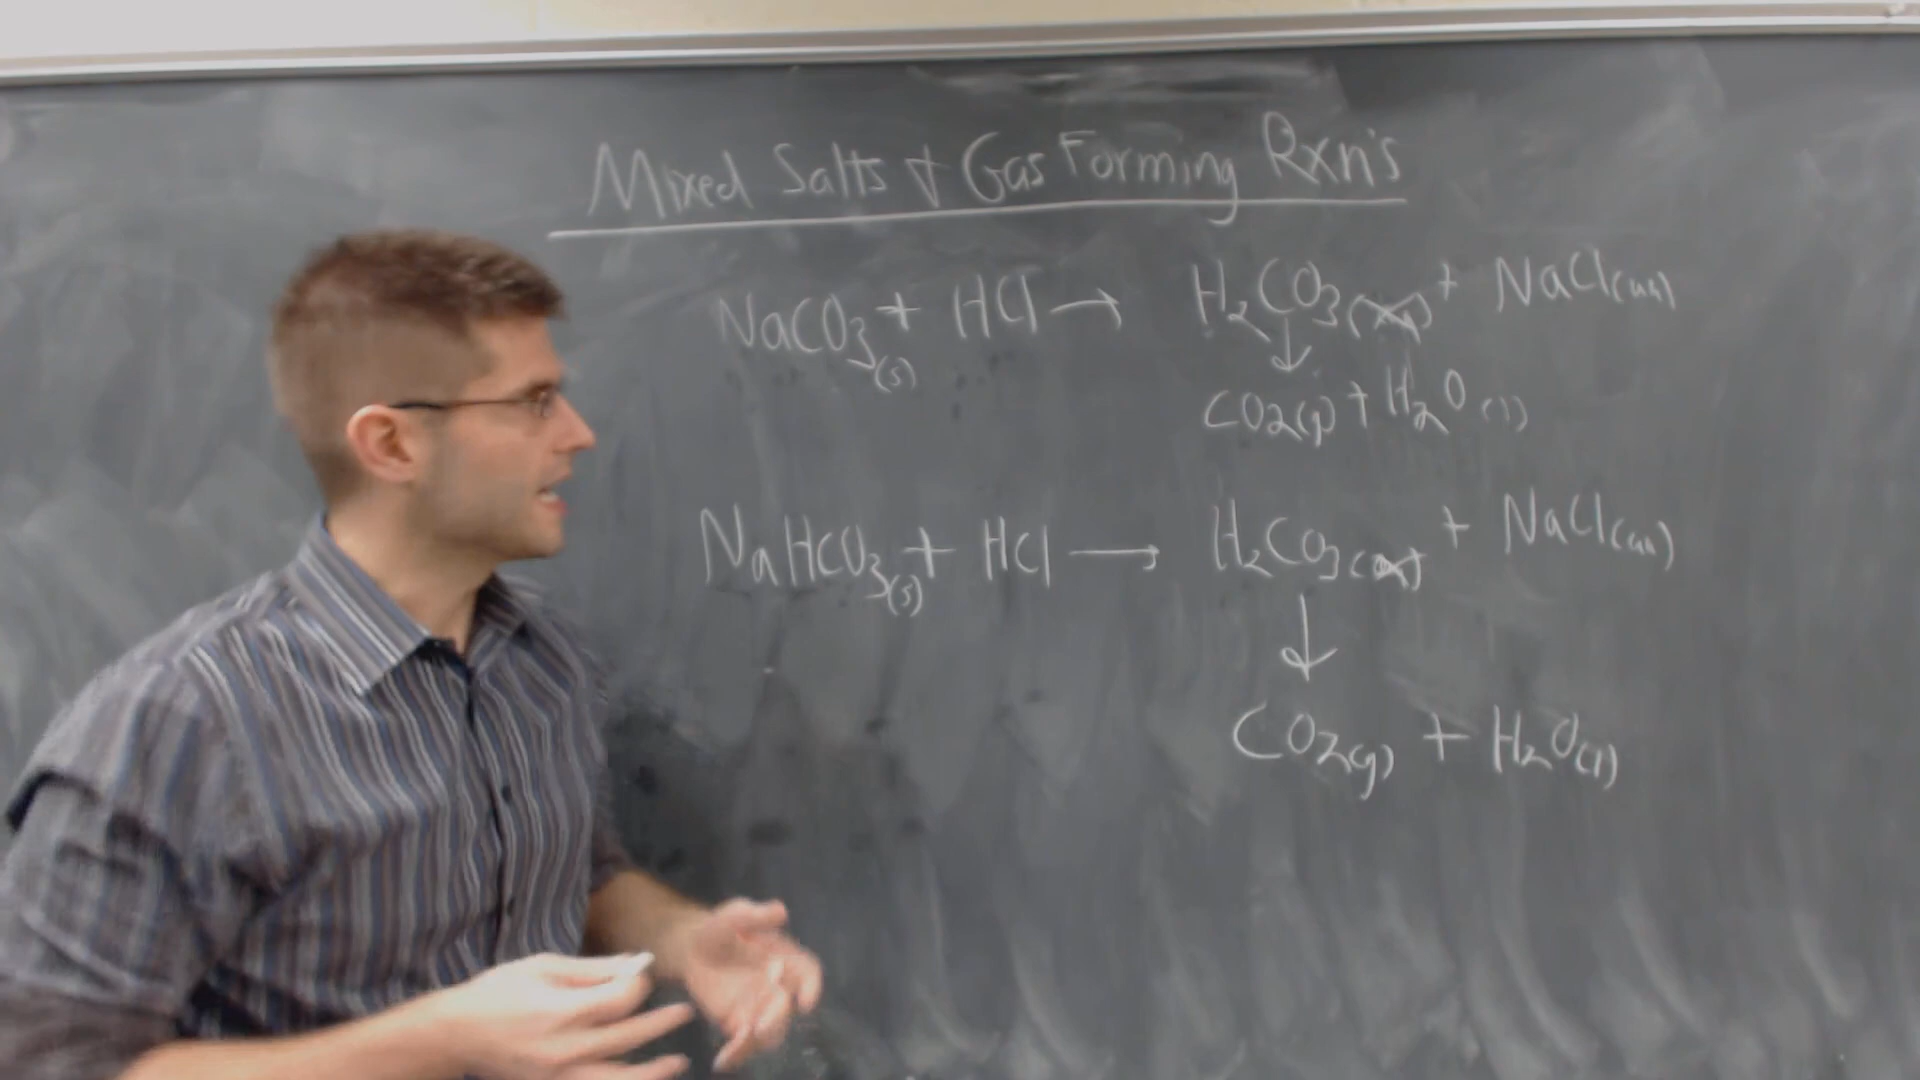 Mixed Salts & Gas Forming Rxn's
NaCO3(s) + HCl → H2CO3(aq) + NaCl(aq)
↓
CO2(g) + H2O(l)
NaHCO3(s) + HCl → H2CO3(aq) + NaCl(aq)
↓
CO2(g) + H2O(l)